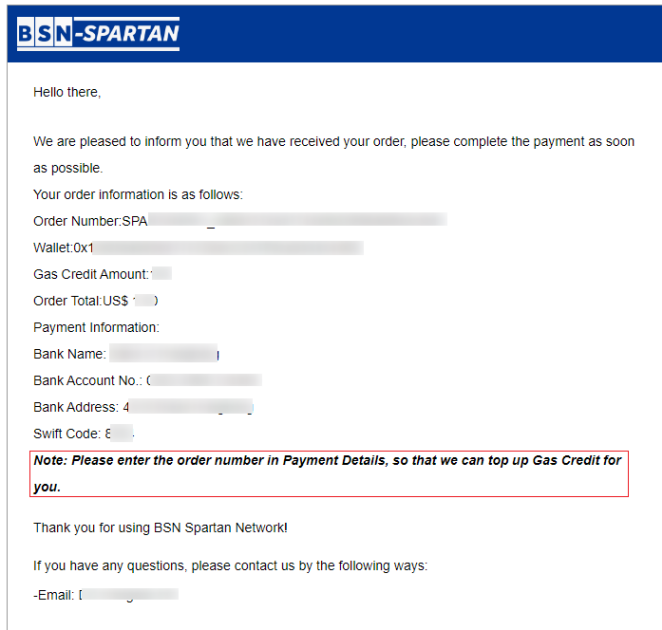 BSN-SPARTAN
Hello there,
We are pleased to inform you that we have received your order, please complete the payment as soon
as possible.
Your order information is as follows:
Order Number:SPA
Wallet:0x1
Gas Credit Amount:
Order Total:US$
Payment Information:
Bank Name:
Bank Account No.:
Bank Address: 4
Swift Code:
Note: Please enter the order number in Payment Details, so that we can top up Gas Credit for
you.
Thank you for using BSN Spartan Network!
If you have any questions, please contact us by the following ways:
-Email: